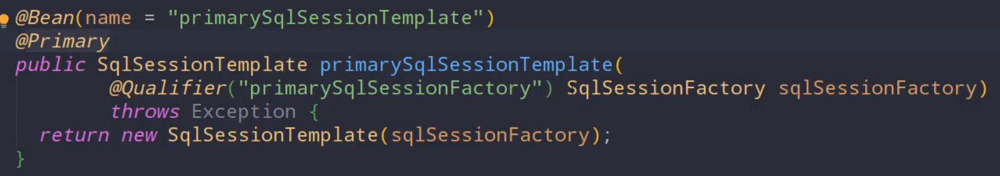 @Bean(name = "primarySqlSessionTemplate")
@Primary
public SqlSessionTemplate primarySqlSessionTemplate(
@Qualifier("primarySqlSessionFactory") SqlSessionFactory sqlSessionFactory)
throws Exception {
return new SqlSessionTemplate(sqlSessionFactory);
}